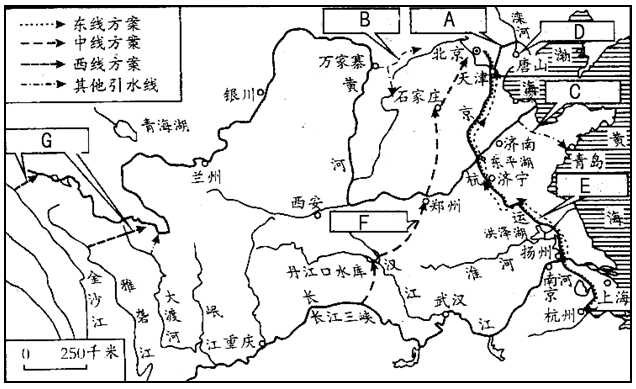 东线方案
中线方案
西线方案
其他引水线
B
A
D
C
E
F
G
滦河
北京
渤
海
唐山
天津
万家寨
黄
河
石家庄
银川
青海湖
京
杭
运
河
济南
东平湖
济宁
青岛
黄
海
兰州
西安
郑州
洪泽湖
扬州
丹江口水库
汉
江
淮河
南京
上海
杭州
金沙江
雅砻江
大渡河
岷
江
重庆
长
江
长江三峡
武汉
0 250千米